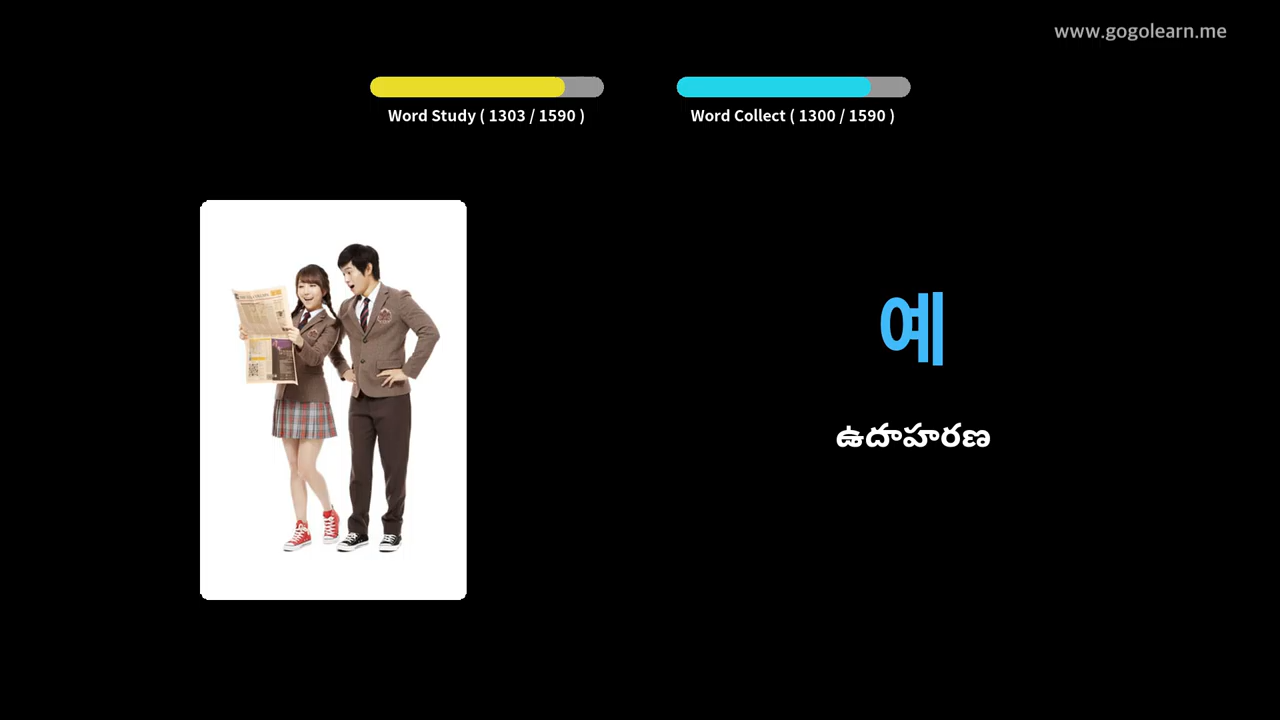 www.gogolearn.me
Word Study ( 1303 / 1590 )
Word Collect ( 1300 / 1590 )
예
ఉదాహరణ